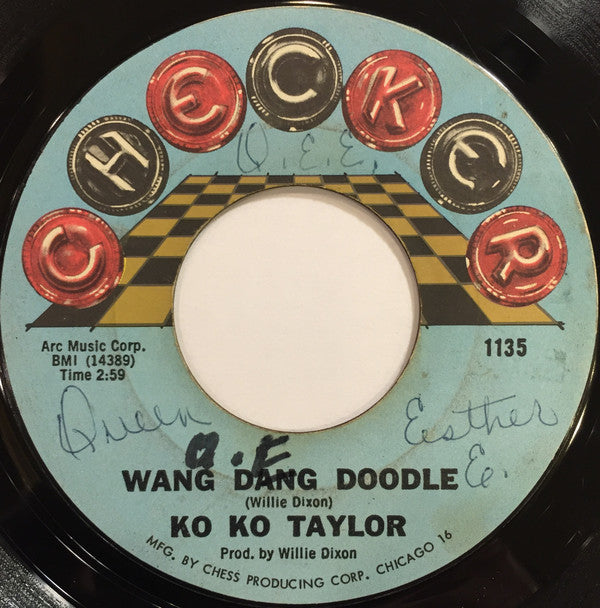 CHECKER
Q. E. E.
Arc Music Corp.
BMI (14389)
Time 2:59
1135
Queen
Esther
E.
Q.E
WANG DANG DOODLE
(Willie Dixon)
KO KO TAYLOR
Prod. by Willie Dixon
MFG. BY CHESS PRODUCING CORP. CHICAGO 16